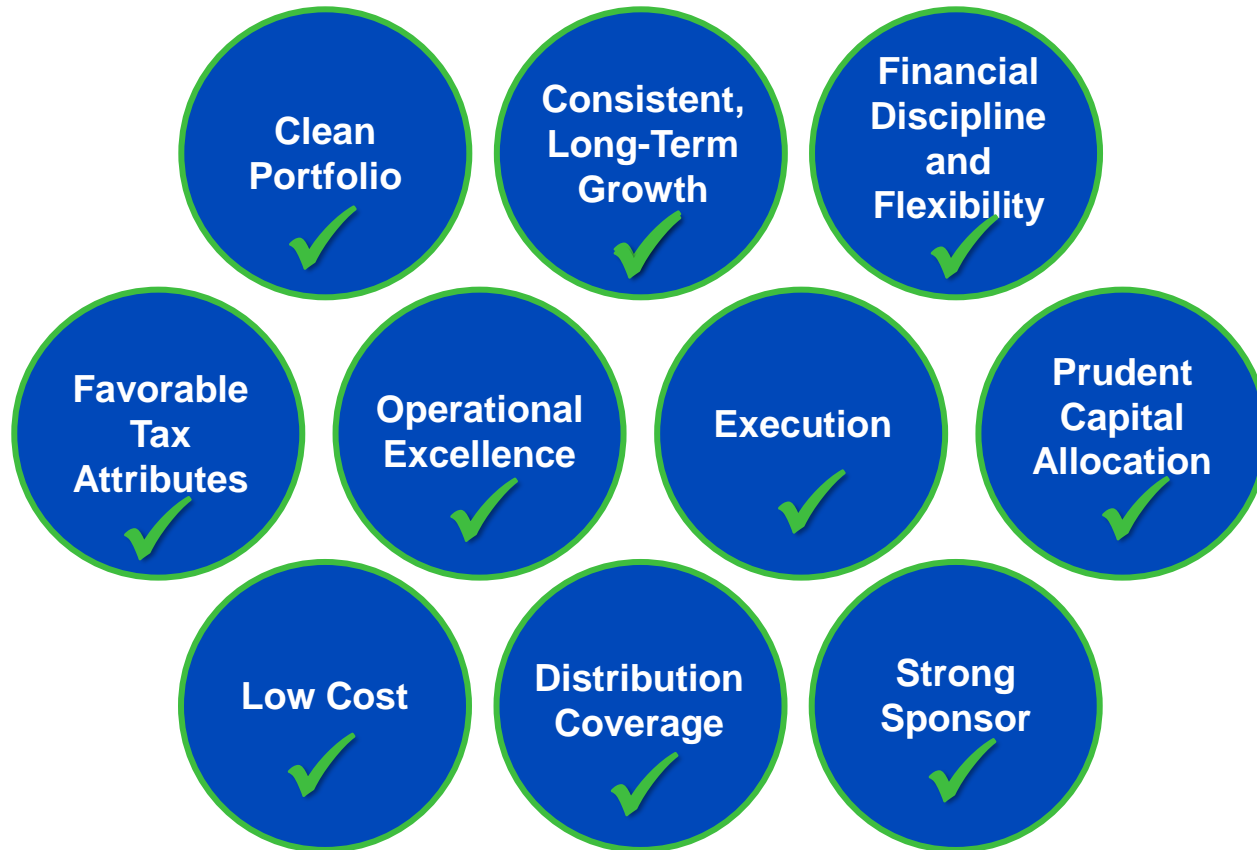 Clean
Portfolio
Consistent,
Long-Term
Growth
Financial
Discipline
and
Flexibility
Favorable
Tax
Attributes
Operational
Excellence
Execution
Prudent
Capital
Allocation
Low Cost
Distribution
Coverage
Strong
Sponsor